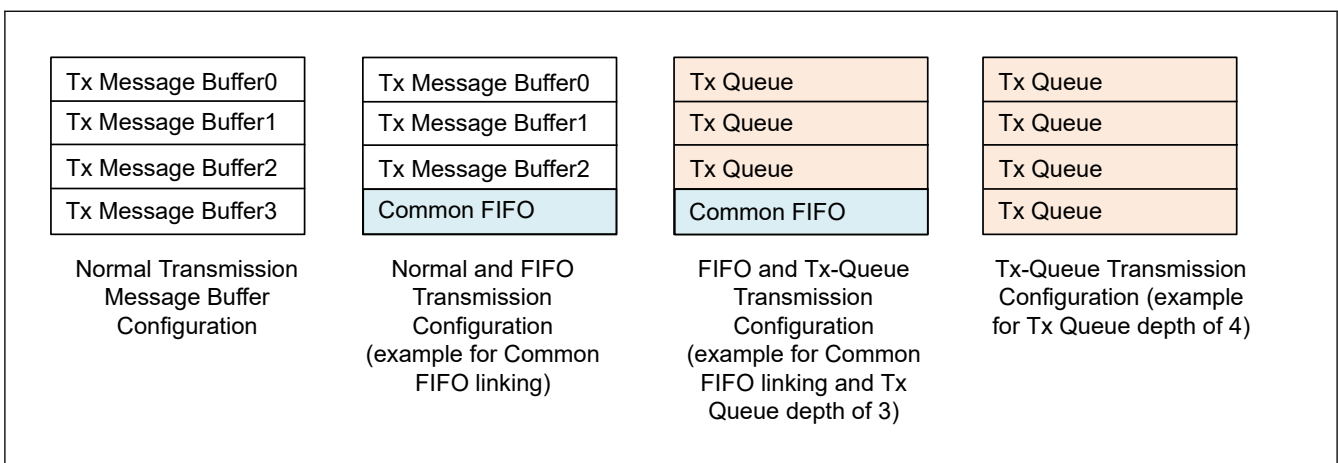 Tx Message Buffer0
Tx Message Buffer1
Tx Message Buffer2
Tx Message Buffer3
Normal Transmission
Message Buffer
Configuration
Tx Message Buffer0
Tx Message Buffer1
Tx Message Buffer2
Common FIFO
Normal and FIFO
Transmission
Configuration
(example for Common
FIFO linking)
Tx Queue
Tx Queue
Tx Queue
Common FIFO
FIFO and Tx-Queue
Transmission
Configuration
(example for Common
FIFO linking and Tx
Queue depth of 3)
Tx Queue
Tx Queue
Tx Queue
Tx Queue
Tx-Queue Transmission
Configuration (example
for Tx Queue depth of 4)